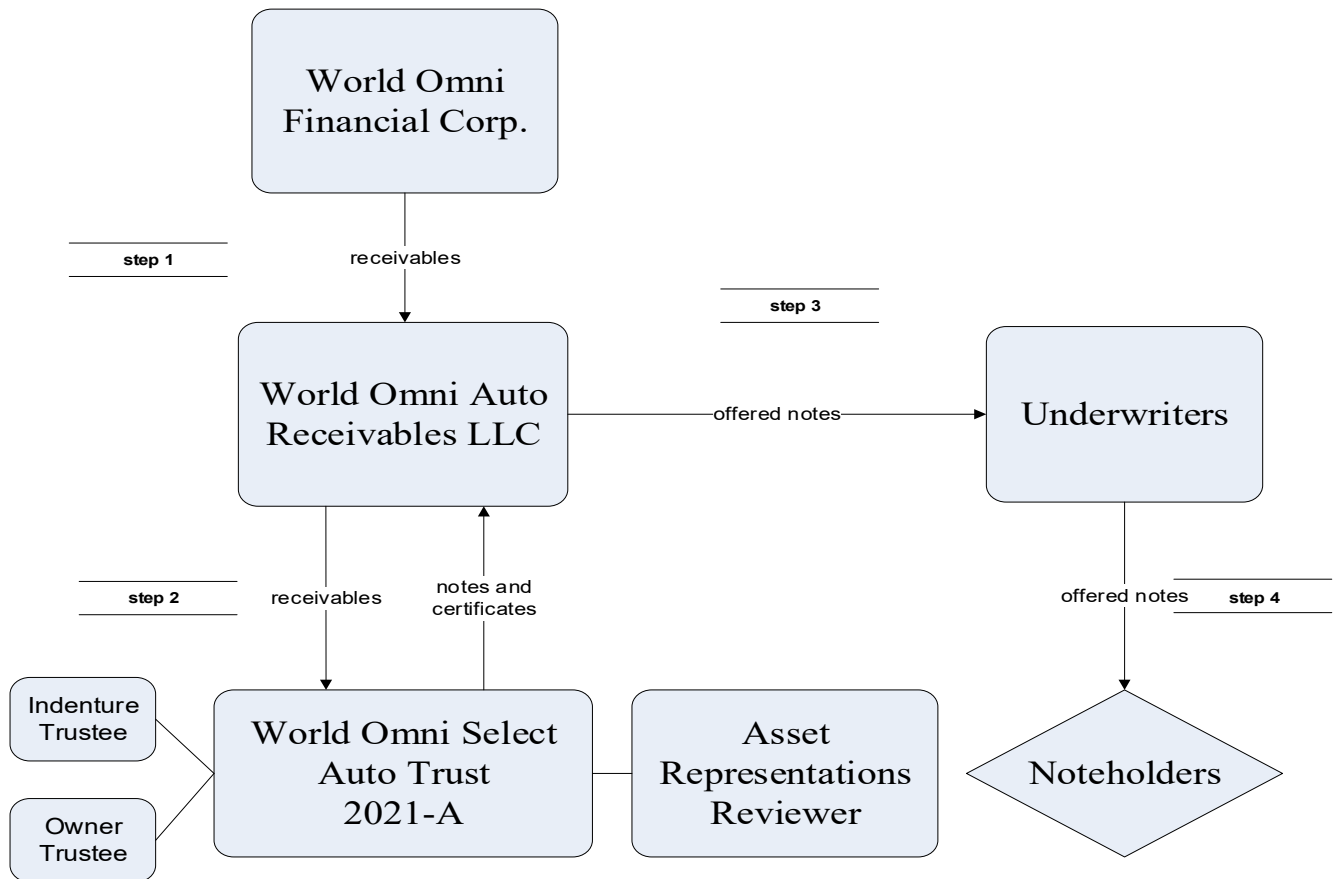 World Omni
Financial Corp.
step 1
receivables
step 3
World Omni Auto
Receivables LLC
offered notes
Underwriters
step 2
receivables
notes and
certificates
offered notes
step 4
Indenture
Trustee
Owner
Trustee
World Omni Select
Auto Trust
2021-A
Asset
Representations
Reviewer
Noteholders